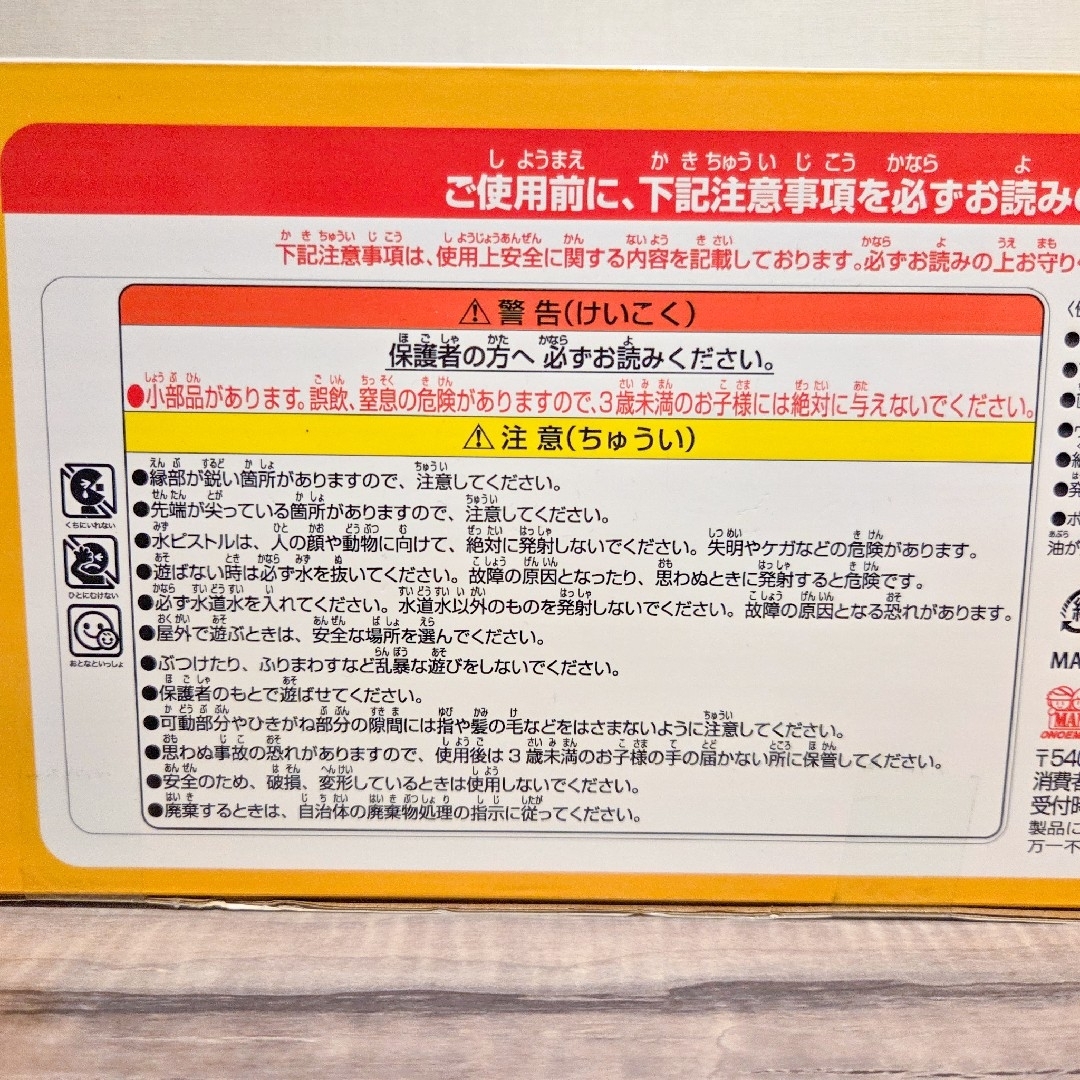 ご使用前に、下記注意事項を必ずお読みの
下記注意事項は、使用上安全に関する内容を記載しております。必ずお読みの上お守りく
⚠ 警告(けいこく)
保護者の方へ 必ずお読みください。
●小部品があります。誤飲、窒息の危険がありますので、3歳未満のお子様には絶対に与えないでください。
⚠ 注意(ちゅうい)
●縁部が鋭い箇所がありますので、注意してください。
●先端が尖っている箇所がありますので、注意してください。
●水ピストルは、人の顔や動物に向けて、絶対に発射しないでください。失明やケガなどの危険があります。
●遊ばない時は必ず水を抜いてください。故障の原因となったり、思わぬときに発射すると危険です。
●必ず水道水を入れてください。水道水以外のものを発射しないでください。故障の原因となる恐れがあります。
●屋外で遊ぶときは、安全な場所を選んでください。
●ぶつけたり、ふりまわすなど乱暴な遊びをしないでください。
●保護者のもとで遊ばせてください。
●可動部分やひきがね部分の隙間には指や髪の毛などをはさまないように注意してください。
●思わぬ事故の恐れがありますので、使用後は3歳未満のお子様の手の届かない所に保管してください。
●安全のため、破損、変形しているときは使用しないでください。
●廃棄するときは、自治体の廃棄物処理の指示に従ってください。
くちにいれない
ひとにむけない
おとなといっしょ
油が
MA
MAR
ONOEM
〒540
消費者
受付時
製品に
万一不